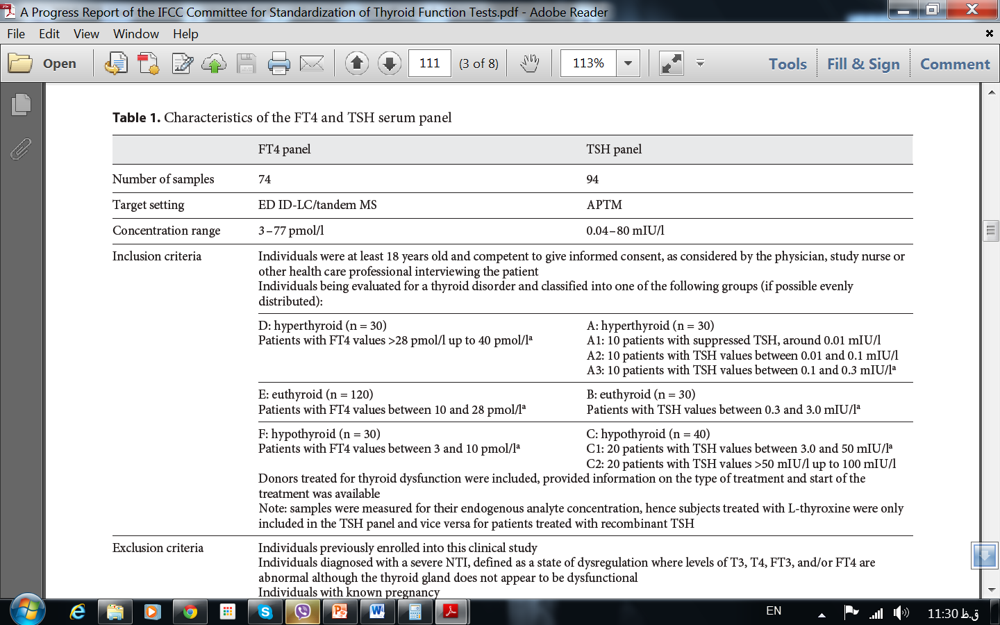 A Progress Report of the IFCC Committee for Standardization of Thyroid Function Tests.pdf - Adobe Reader
File Edit View Window Help
Open 111 (3 of 8) 113% Tools Fill & Sign Comment
Table 1. Characteristics of the FT4 and TSH serum panel
FT4 panel TSH panel
Number of samples 74 94
Target setting ED ID-LC/tandem MS APTM
Concentration range 3–77 pmol/l 0.04–80 mIU/l
Inclusion criteria Individuals were at least 18 years old and competent to give informed consent, as considered by the physician, study nurse or
other health care professional interviewing the patient
Individuals being evaluated for a thyroid disorder and classified into one of the following groups (if possible evenly
distributed):
D: hyperthyroid (n = 30) A: hyperthyroid (n = 30)
Patients with FT4 values >28 pmol/l up to 40 pmol/lᵃ A1: 10 patients with suppressed TSH, around 0.01 mIU/l
A2: 10 patients with TSH values between 0.01 and 0.1 mIU/l
A3: 10 patients with TSH values between 0.1 and 0.3 mIU/lᵃ
E: euthyroid (n = 120) B: euthyroid (n = 30)
Patients with FT4 values between 10 and 28 pmol/lᵃ Patients with TSH values between 0.3 and 3.0 mIU/lᵃ
F: hypothyroid (n = 30) C: hypothyroid (n = 40)
Patients with FT4 values between 3 and 10 pmol/lᵃ C1: 20 patients with TSH values between 3.0 and 50 mIU/lᵃ
C2: 20 patients with TSH values >50 mIU/l up to 100 mIU/l
Donors treated for thyroid dysfunction were included, provided information on the type of treatment and start of the
treatment was available
Note: samples were measured for their endogenous analyte concentration, hence subjects treated with L-thyroxine were only
included in the TSH panel and vice versa for patients treated with recombinant TSH
Exclusion criteria Individuals previously enrolled into this clinical study
Individuals diagnosed with a severe NTI, defined as a state of dysregulation where levels of T3, T4, FT3, and/or FT4 are
abnormal although the thyroid gland does not appear to be dysfunctional
Individuals with known pregnancy
EN 11:30 ق.ظ